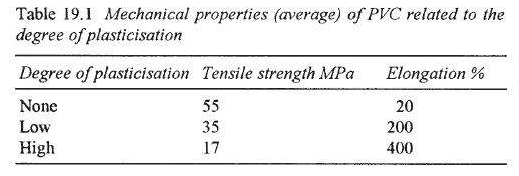 Table 19.1 Mechanical properties (average) of PVC related to the
degree of plasticisation
Degree of plasticisation Tensile strength MPa Elongation %
None 55 20
Low 35 200
High 17 400